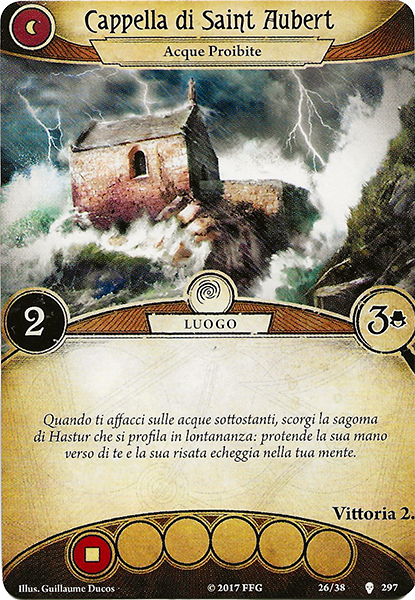 Cappella di Saint Aubert
Acque Proibite
2
LUOGO
3
Quando ti affacci sulle acque sottostanti, scorgi la sagoma
di Hastur che si profila in lontananza: protende la sua mano
verso di te e la sua risata echeggia nella tua mente.
Vittoria 2.
Illus. Guillaume Ducos
© 2017 FFG
26/38
297